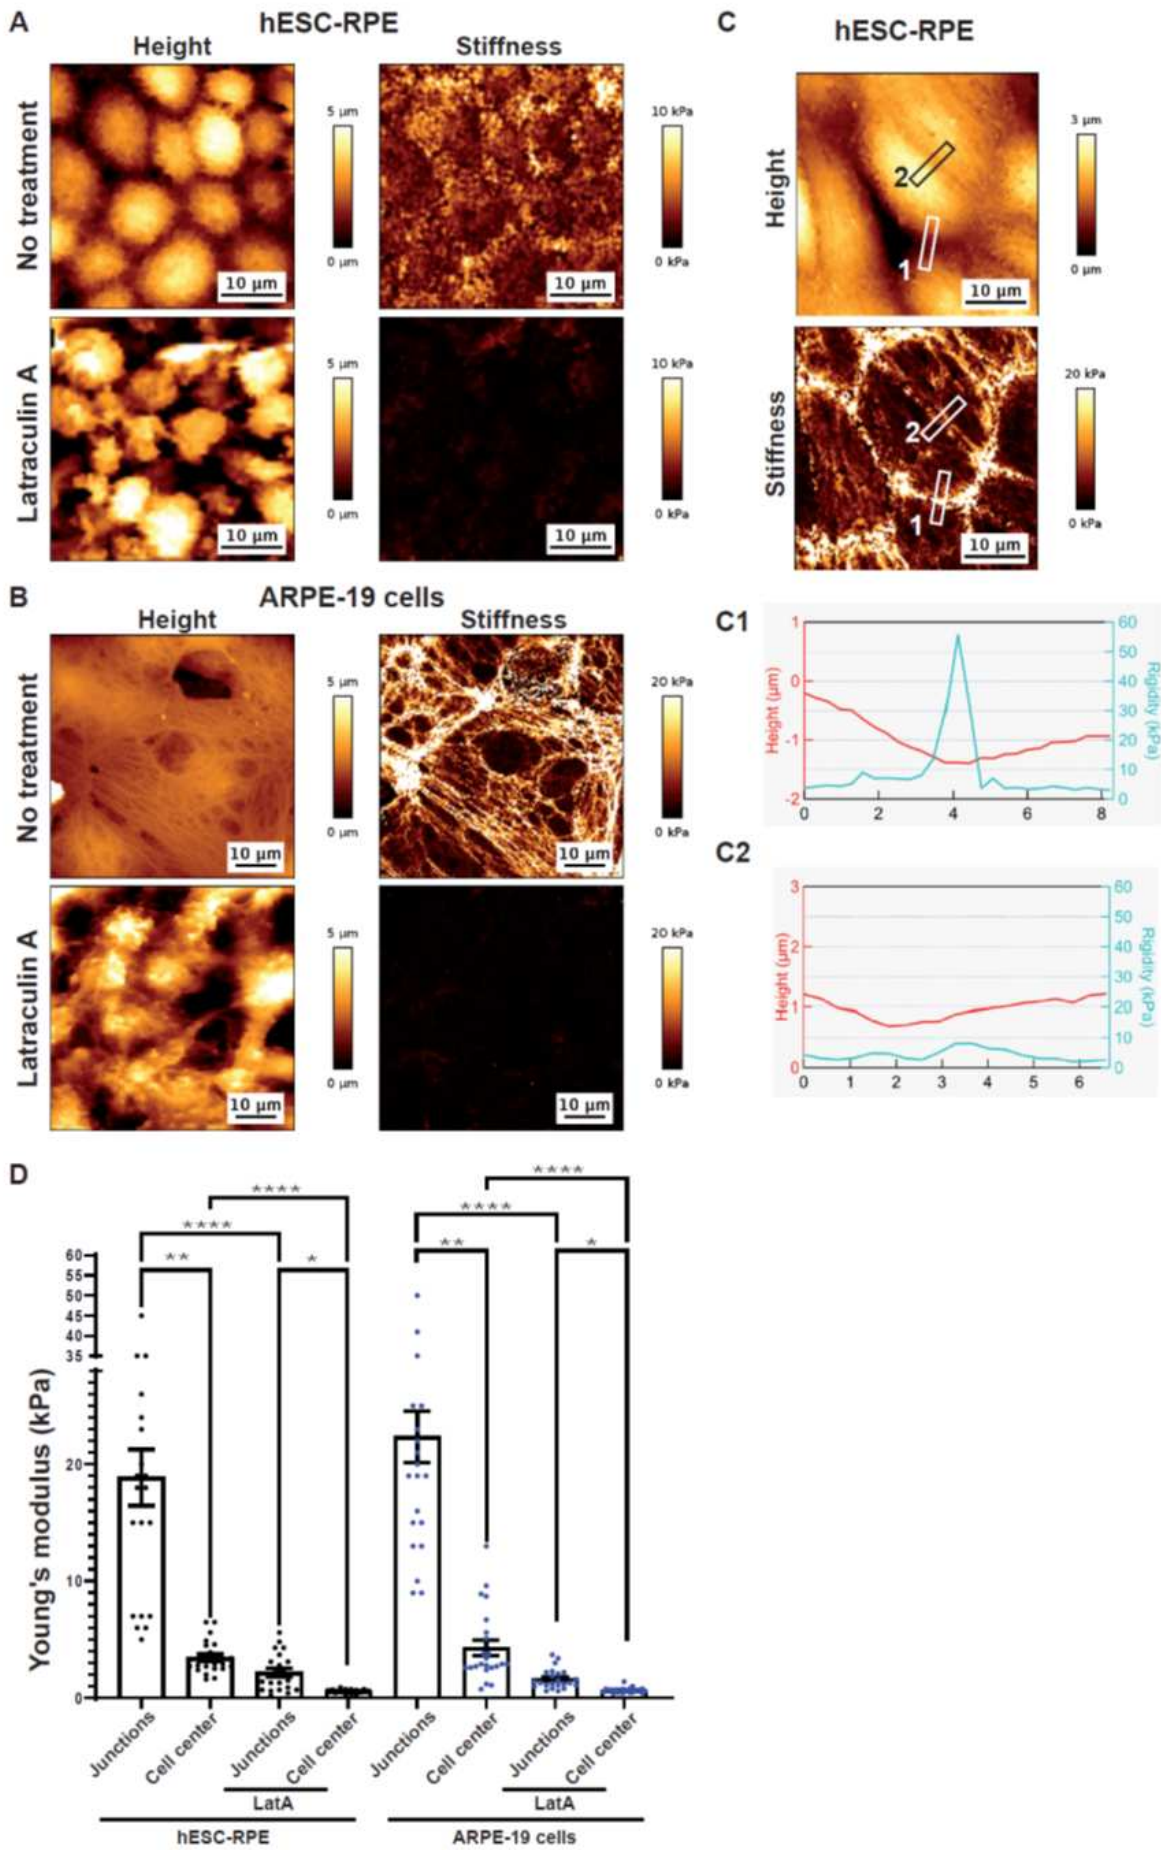 A
hESC-RPE
Height
Stiffness
No treatment
5 µm
0 µm
10 µm
10 kPa
0 kPa
10 µm
Latraculin A
5 µm
0 µm
10 µm
10 kPa
0 kPa
10 µm
B
ARPE-19 cells
Height
Stiffness
No treatment
5 µm
0 µm
10 µm
20 kPa
0 kPa
10 µm
Latraculin A
5 µm
0 µm
10 µm
20 kPa
0 kPa
10 µm
C
hESC-RPE
Height
2
1
10 µm
3 µm
0 µm
Stiffness
2
1
10 µm
20 kPa
0 kPa
C1
Height (µm)
1
0
-1
-2
0 2 4 6 8
60
50
40
30
20
10
0
Rigidity (kPa)
C2
Height (µm)
3
2
1
0
0 1 2 3 4 5 6
60
50
40
30
20
10
0
Rigidity (kPa)
D
Young's modulus (kPa)
60
55
50
45
40
35
20
10
0
****
****
**
*
****
****
**
*
Junctions
Cell center
Junctions
Cell center
Junctions
Cell center
Junctions
Cell center
LatA
LatA
hESC-RPE
ARPE-19 cells